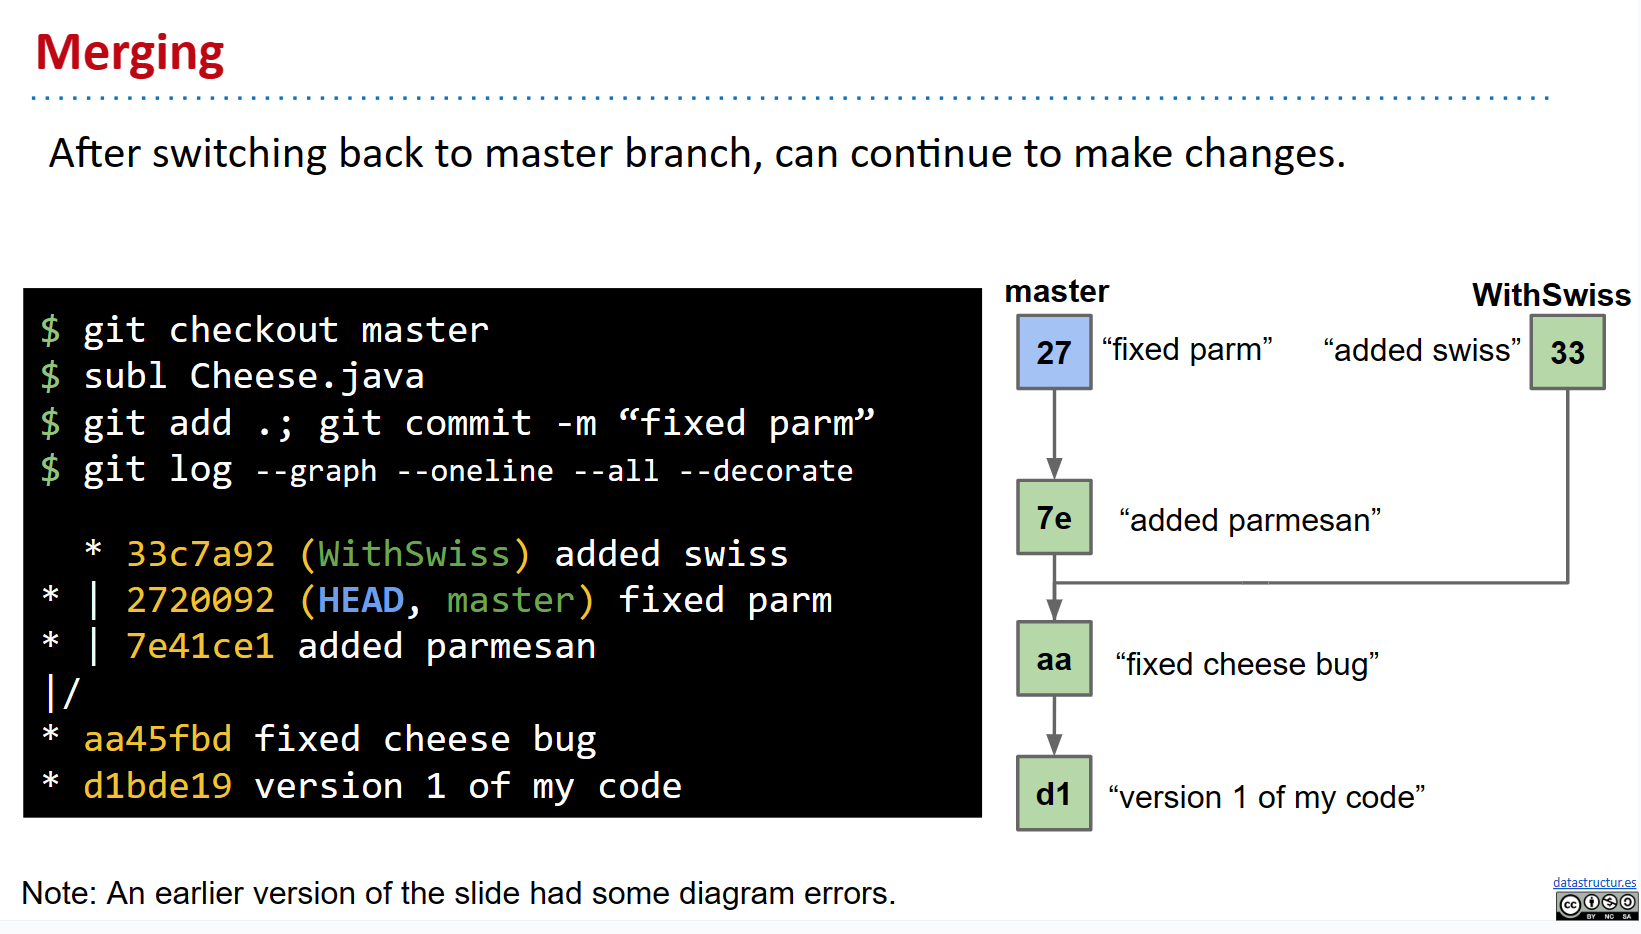 Merging
After switching back to master branch, can continue to make changes.
$ git checkout master
$ subl Cheese.java
$ git add .; git commit -m “fixed parm”
$ git log --graph --oneline --all --decorate
* 33c7a92 (WithSwiss) added swiss
* | 2720092 (HEAD, master) fixed parm
* | 7e41ce1 added parmesan
|/
* aa45fbd fixed cheese bug
* d1bde19 version 1 of my code
master
WithSwiss
27 “fixed parm”
“added swiss” 33
7e “added parmesan”
aa “fixed cheese bug”
d1 “version 1 of my code”
Note: An earlier version of the slide had some diagram errors.
datastructur.es
cc
BY NC SA